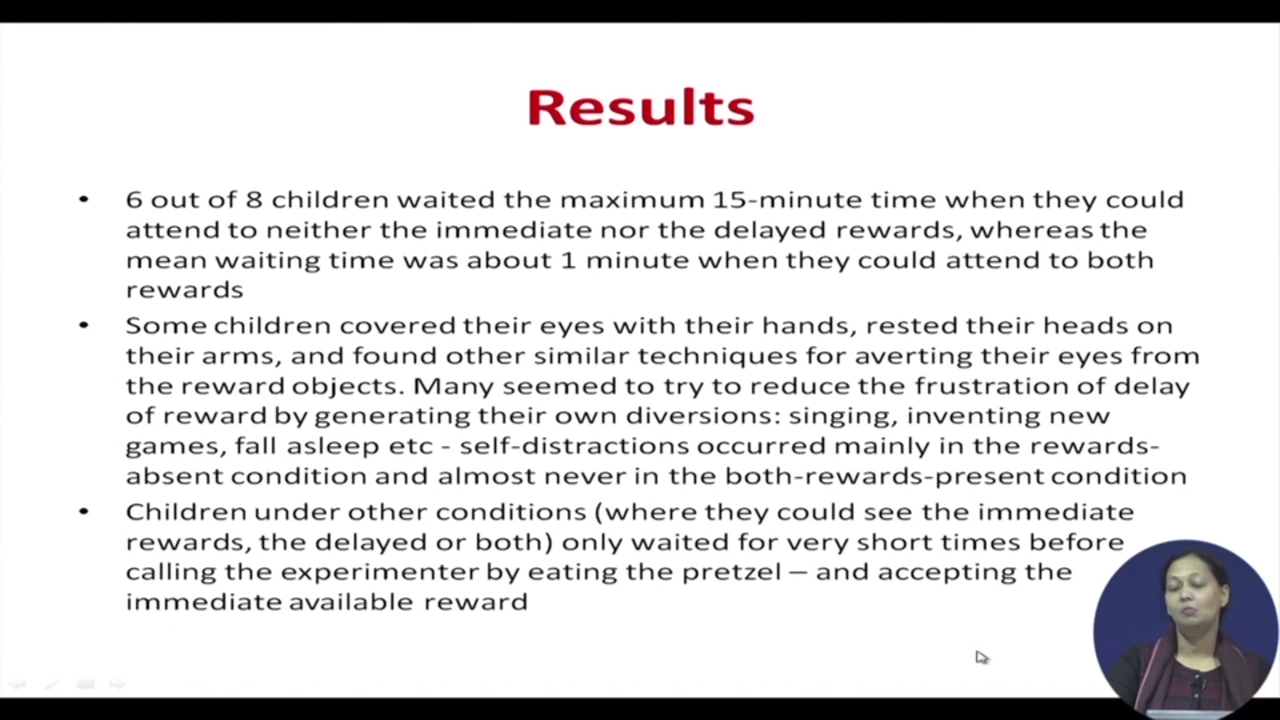 Results
• 6 out of 8 children waited the maximum 15-minute time when they could
attend to neither the immediate nor the delayed rewards, whereas the
mean waiting time was about 1 minute when they could attend to both
rewards
• Some children covered their eyes with their hands, rested their heads on
their arms, and found other similar techniques for averting their eyes from
the reward objects. Many seemed to try to reduce the frustration of delay
of reward by generating their own diversions: singing, inventing new
games, fall asleep etc - self-distractions occurred mainly in the rewards-
absent condition and almost never in the both-rewards-present condition
• Children under other conditions (where they could see the immediate
rewards, the delayed or both) only waited for very short times before
calling the experimenter by eating the pretzel – and accepting the
immediate available reward